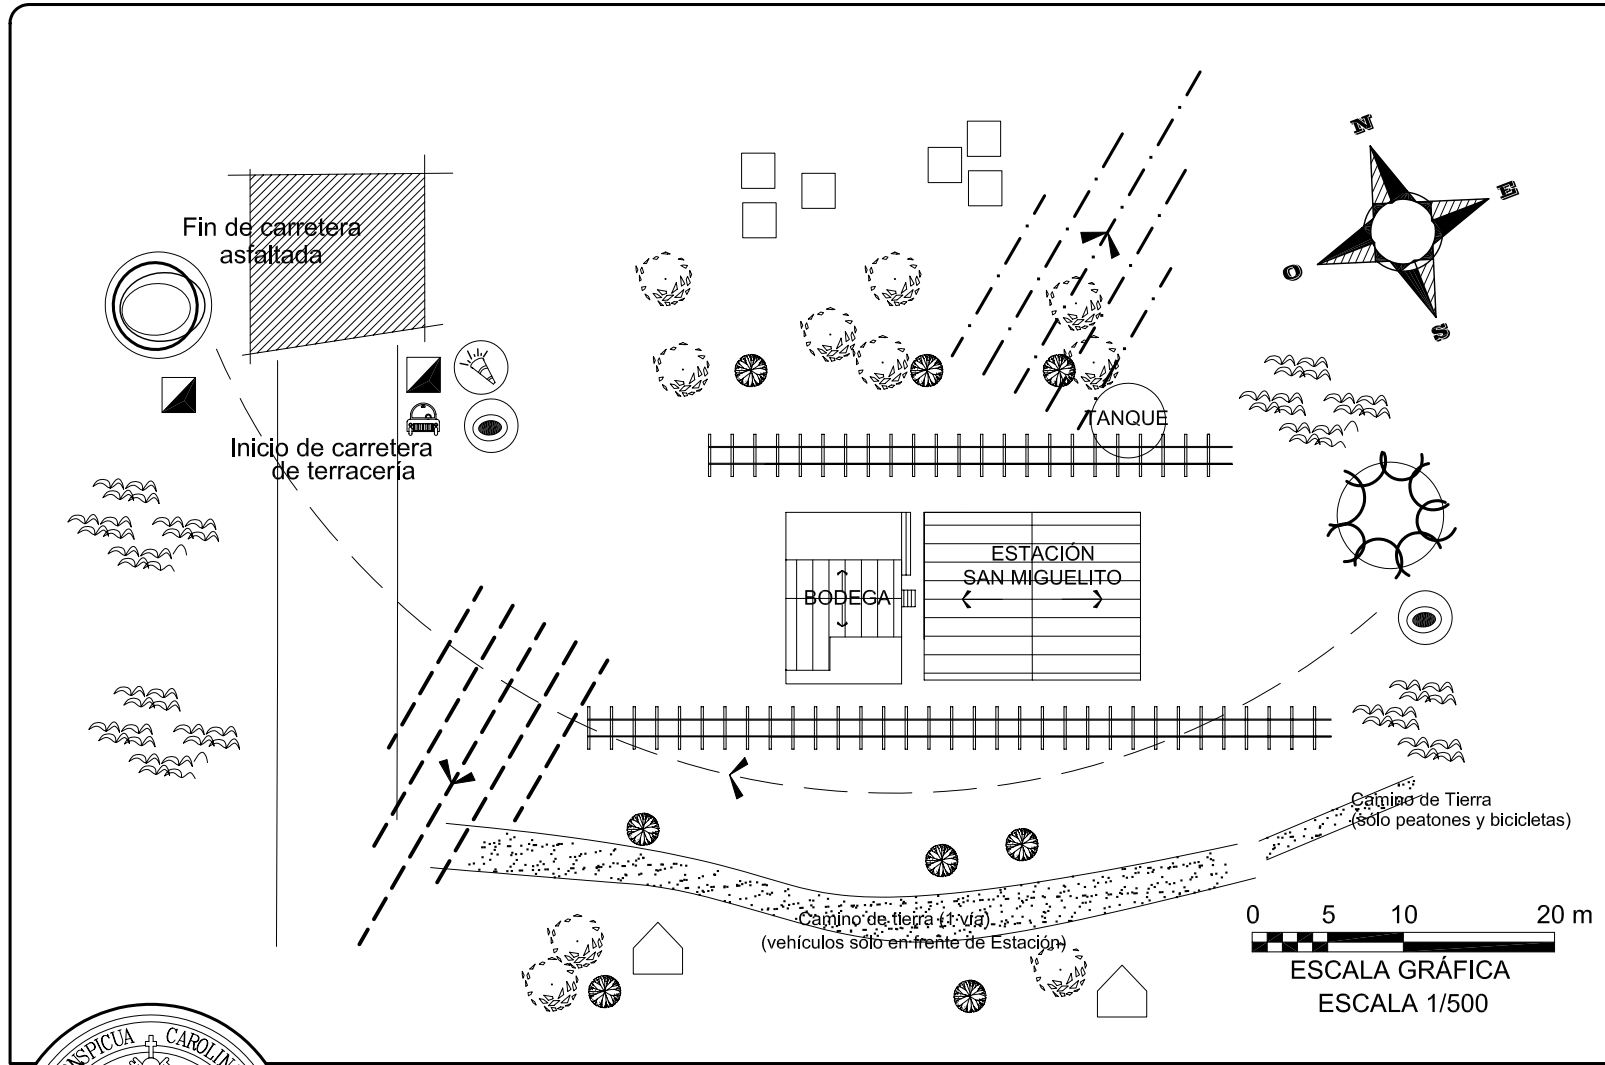 N
E
O
S
Fin de carretera
asfaltada
Inicio de carretera
de terracería
TANQUE
ESTACIÓN
SAN MIGUELITO
BODEGA
Camino de Tierra
(sólo peatones y bicicletas)
Camino de tierra (1 vía)
(vehículos sólo en frente de Estación)
0 5 10 20 m
ESCALA GRÁFICA
ESCALA 1/500